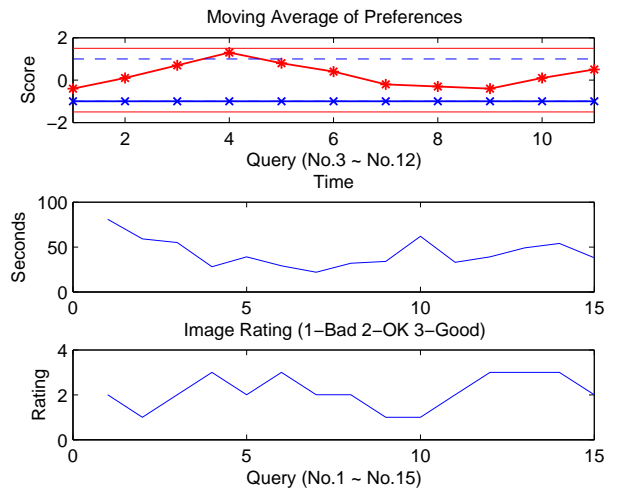 Moving Average of Preferences
2
0
−2
Score
2
4
6
8
10
Query (No.3 ~ No.12)
Time
100
50
0
Seconds
0
5
10
15
Image Rating (1−Bad 2−OK 3−Good)
4
2
0
Rating
0
5
10
15
Query (No.1 ~ No.15)